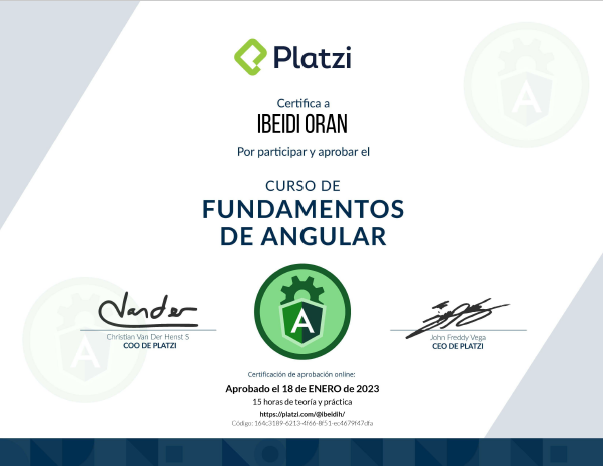 Platzi
Certifica a
IBEIDI ORAN
Por participar y aprobar el
CURSO DE
FUNDAMENTOS
DE ANGULAR
A
Christian Van Der Henst S
COO DE PLATZI
John Freddy Vega
CEO DE PLATZI
Certificación de aprobación online:
Aprobado el 18 de ENERO de 2023
15 horas de teoría y práctica
https://platzi.com/@ibeidih/
Código: 164c3189-6213-4f66-8f51-ec4679f47dfa